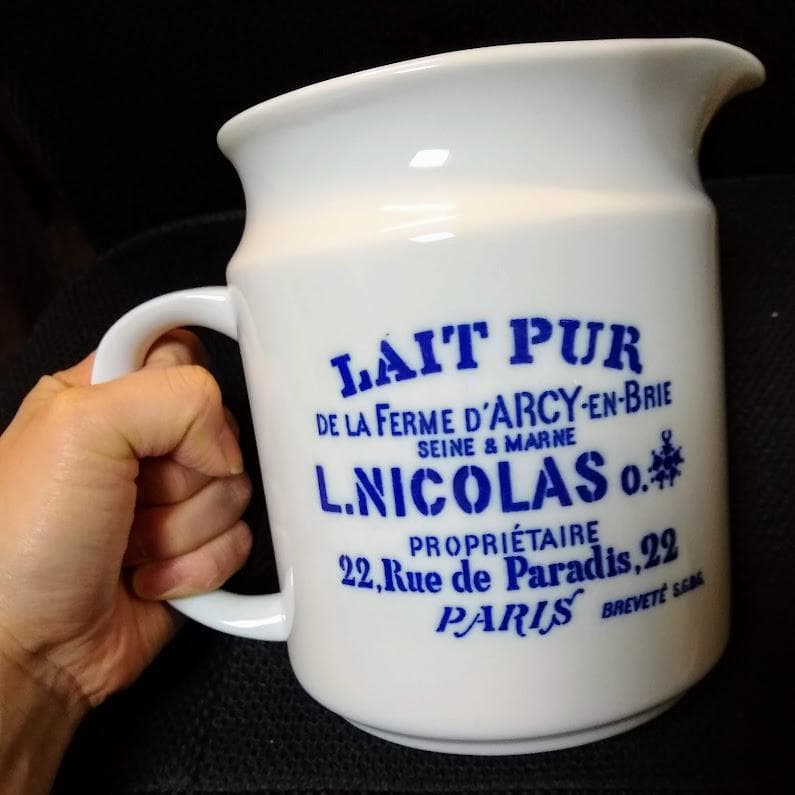 LAIT PUR
DE LA FERME D'ARCY-EN-BRIE
SEINE & MARNE
L.NICOLAS O.
PROPRIÉTAIRE
22,Rue de Paradis,22
PARIS BREVETÉ S.G.D.G.